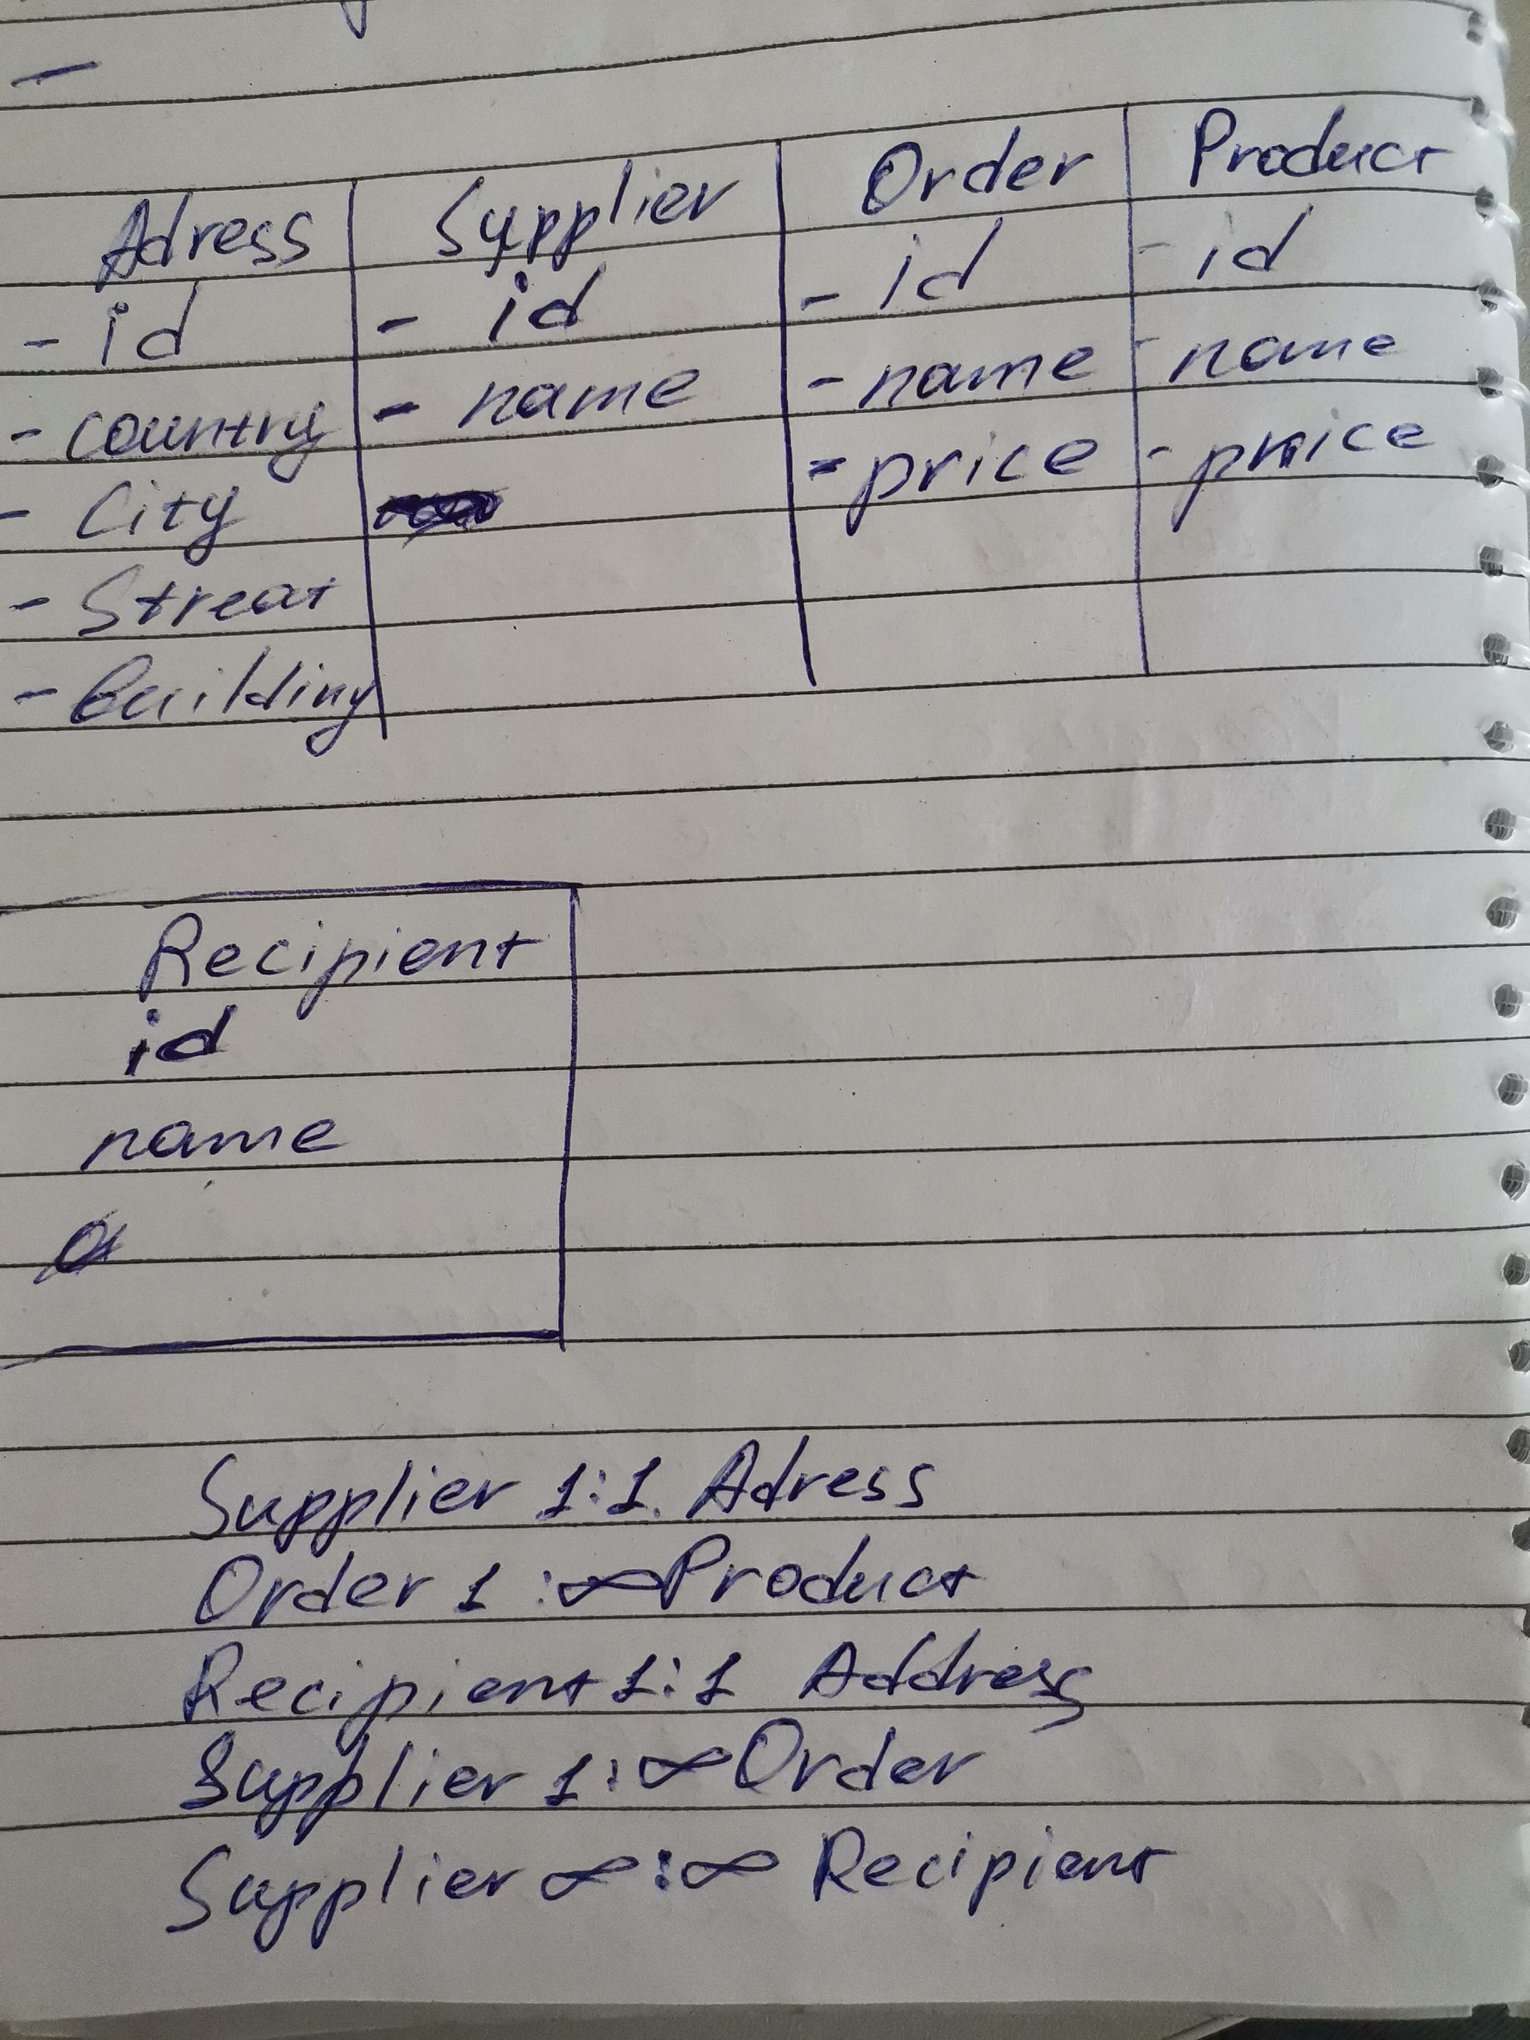 Adress | Supplier | Order | Product
- id | - id | - id | - id
- country | - name | - name | - name
- City | - price | - price
- Streat
- Building
Recipient
id
name
Supplier 1:1 Adress
Order 1:∞ Product
Recipient 1:1 Address
Supplier 1:∞ Order
Supplier ∞:∞ Recipient